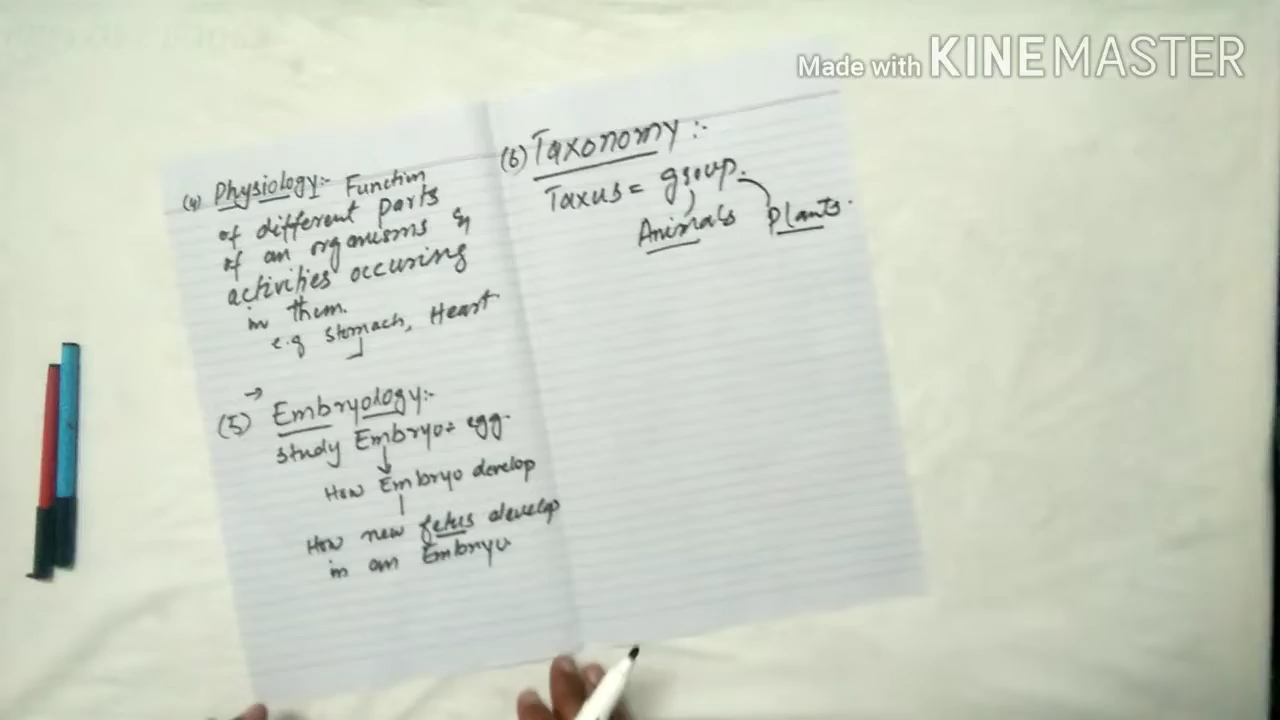 Made with KINEMASTER
(4) Physiology:- Function
of different parts
of an organisms &
activities occuring
in them.
e.g stomach, Heart
→
(5) Embryology:-
study Embryo = egg.
↓
How Embryo develop
How new fetus develop
in an Embryo
(6) Taxonomy :-
Taxus = group.
Animals Plants.